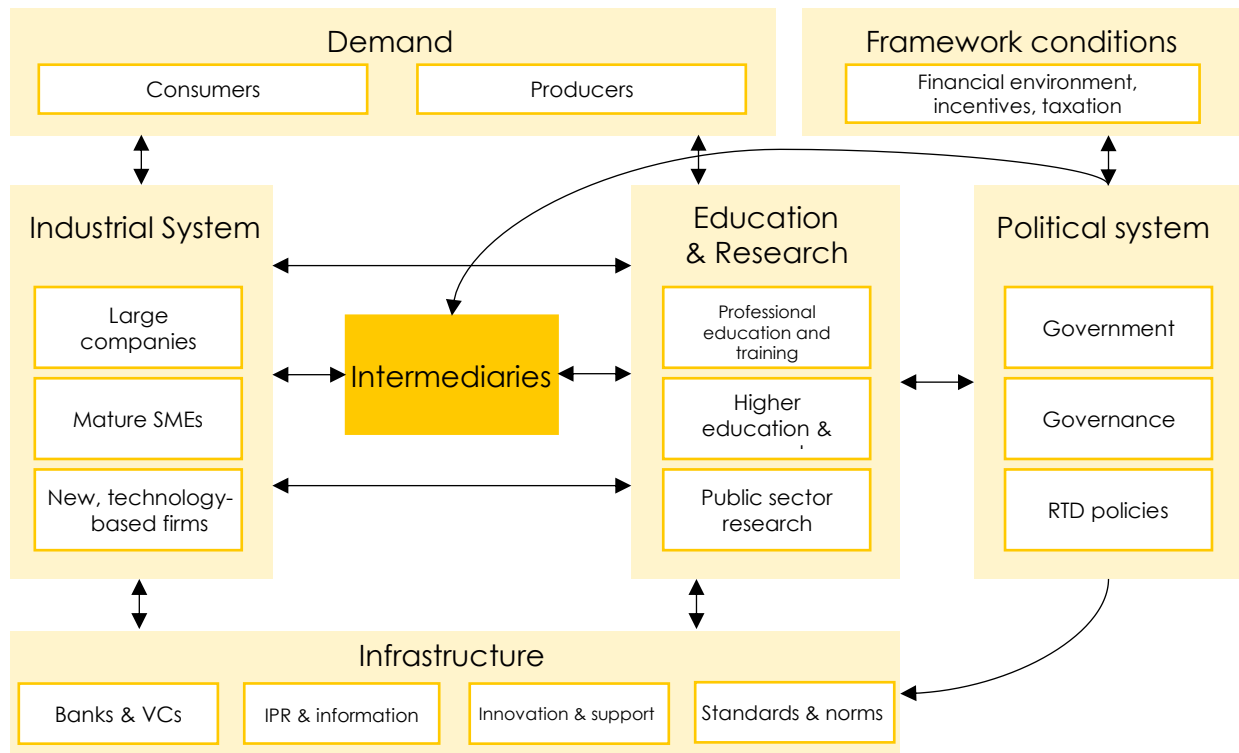 Demand
Consumers
Producers
Framework conditions
Financial environment,
incentives, taxation
Industrial System
Large
companies
Mature SMEs
New, technology-
based firms
Intermediaries
Education
& Research
Professional
education and
training
Higher
education &
Public sector
research
Political system
Government
Governance
RTD policies
Infrastructure
Banks & VCs
IPR & information
Innovation & support
Standards & norms